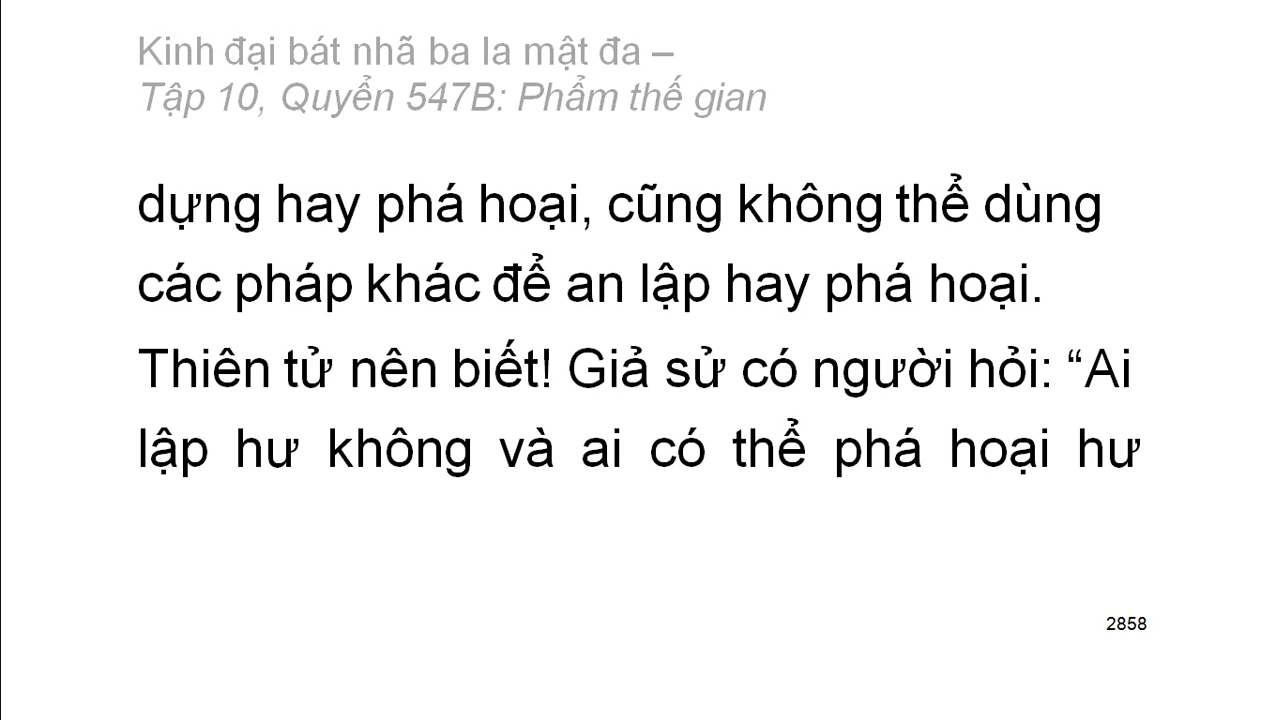 Kinh đại bát nhã ba la mật đa –
Tập 10, Quyển 547B: Phẩm thế gian
dựng hay phá hoại, cũng không thể dùng
các pháp khác để an lập hay phá hoại.
Thiên tử nên biết! Giả sử có người hỏi: “Ai
lập hư không và ai có thể phá hoại hư
2858